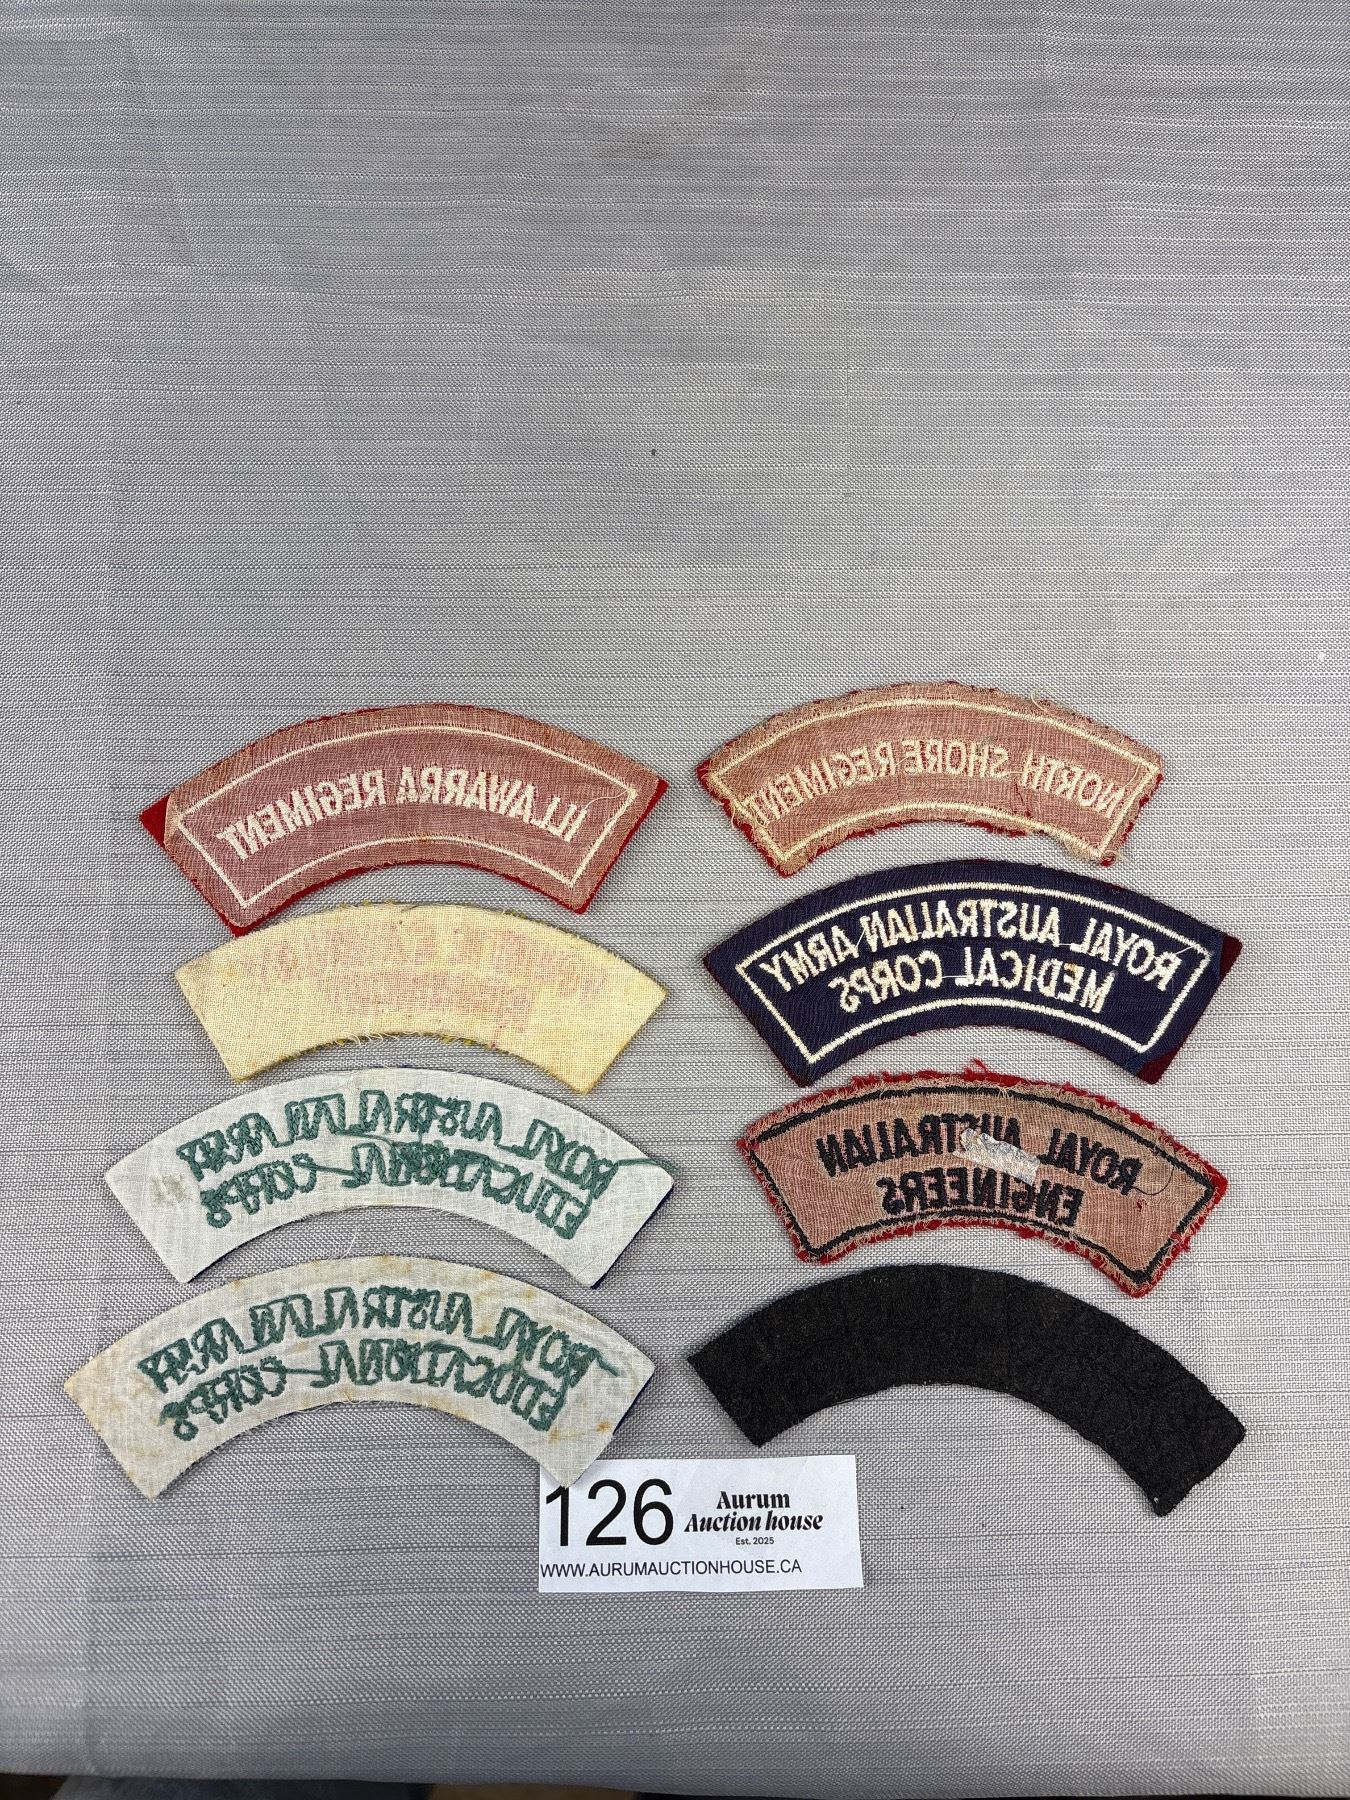 ILLAWARRA REGIMENT
NORTH SHORE REGIMENT
ROYAL AUSTRALIAN ARMY
MEDICAL CORPS
ROYAL AUSTRALIAN ARMY
EDUCATIONAL CORPS
ROYAL AUSTRALIAN
ENGINEERS
ROYAL AUSTRALIAN ARMY
EDUCATIONAL CORPS
126
Aurum
Auction house
Est. 2025
WWW.AURUMAUCTIONHOUSE.CA